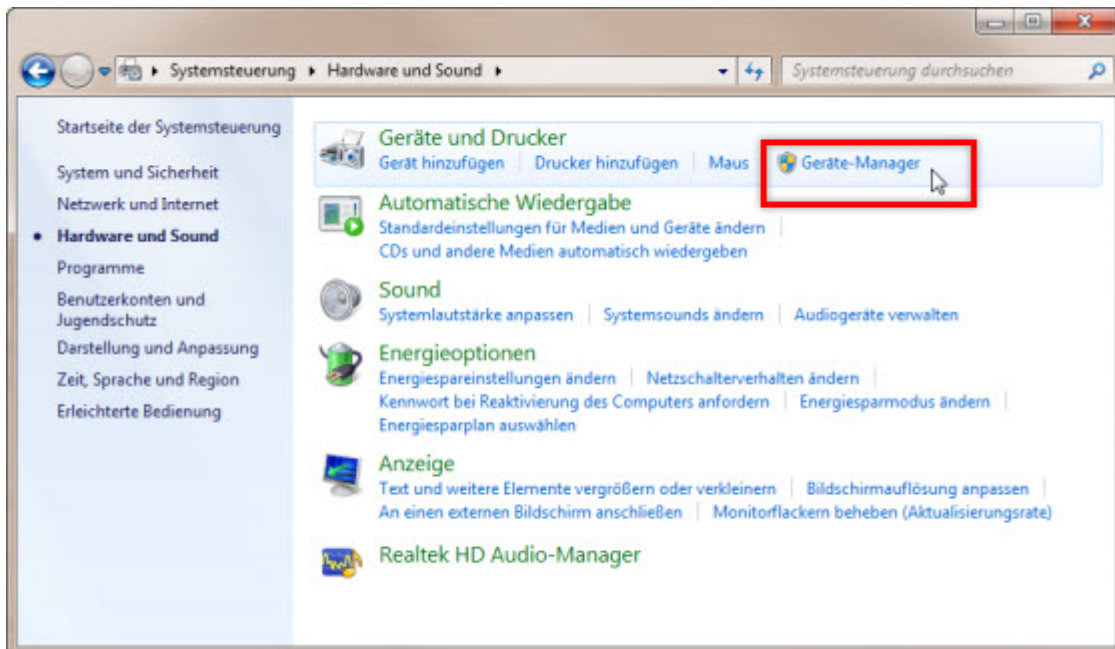 Systemsteuerung Hardware und Sound Systemsteuerung durchsuchen
Startseite der Systemsteuerung
System und Sicherheit
Netzwerk und Internet
Hardware und Sound
Programme
Benutzerkonten und
Jugendschutz
Darstellung und Anpassung
Zeit, Sprache und Region
Erleichterte Bedienung
Geräte und Drucker
Gerät hinzufügen Drucker hinzufügen Maus Geräte-Manager
Automatische Wiedergabe
Standardeinstellungen für Medien und Geräte ändern
CDs und andere Medien automatisch wiedergeben
Sound
Systemlautstärke anpassen Systemsounds ändern Audiogeräte verwalten
Energieoptionen
Energiespareinstellungen ändern Netzschalterverhalten ändern
Kennwort bei Reaktivierung des Computers anfordern Energiesparmodus ändern
Energiesparplan auswählen
Anzeige
Text und weitere Elemente vergrößern oder verkleinern Bildschirmauflösung anpassen
An einen externen Bildschirm anschließen Monitorflackern beheben (Aktualisierungsrate)
Realtek HD Audio-Manager